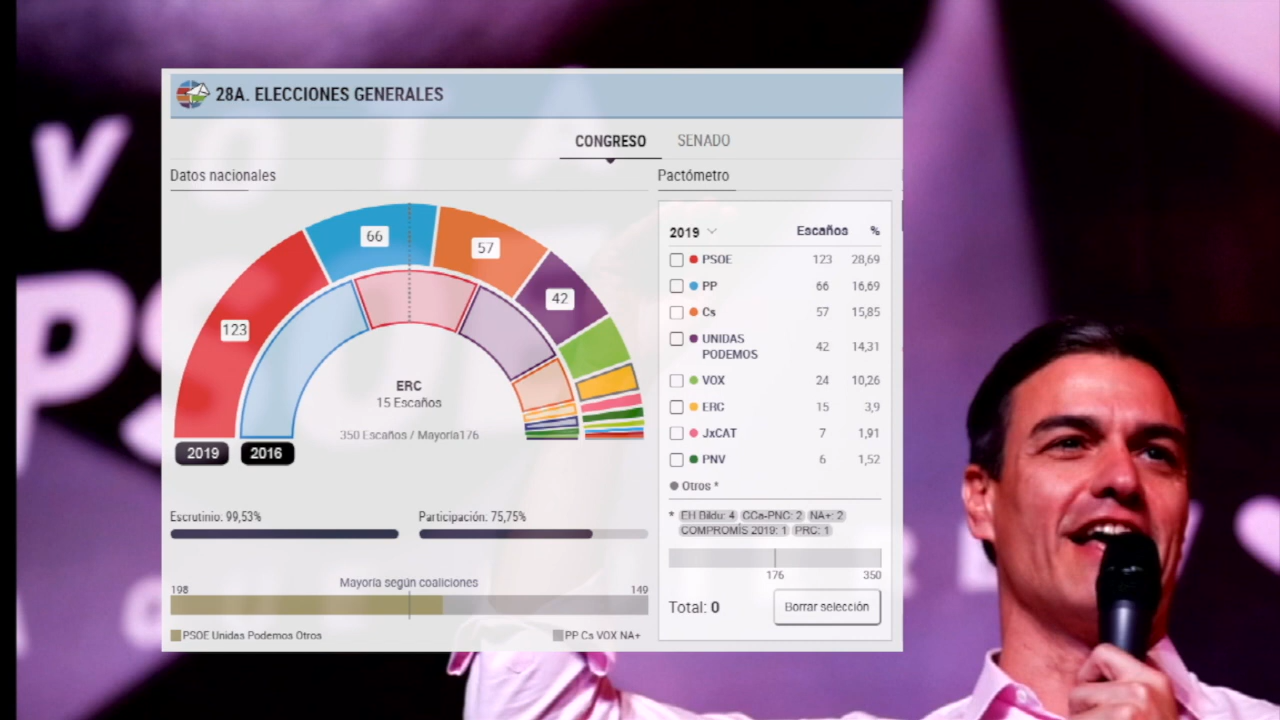 VOTA
PS
28A. ELECCIONES GENERALES
CONGRESO SENADO
Datos nacionales
Pactómetro
123
66
57
42
ERC
15 Escaños
350 Escaños / Mayoría176
2019 2016
Escrutinio: 99,53% Participación: 75,75%
Mayoría según coaliciones
198 149
PSOE Unidas Podemos Otros PP Cs VOX NA+
2019 Escaños %
PSOE 123 28,69
PP 66 16,69
Cs 57 15,85
UNIDAS
PODEMOS 42 14,31
VOX 24 10,26
ERC 15 3,9
JxCAT 7 1,91
PNV 6 1,52
Otros *
* EH Bildu: 4 CCa-PNC: 2 NA+: 2
COMPROMÍS 2019: 1 PRC: 1
176 350
Total: 0 Borrar selección